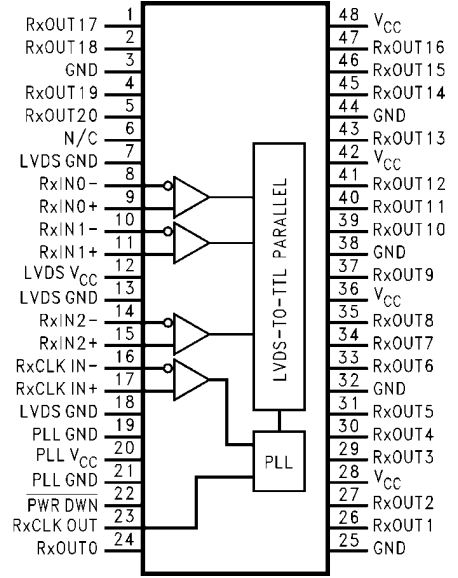 1 RxOUT17
2 RxOUT18
3 GND
4 RxOUT19
5 RxOUT20
6 N/C
7 LVDS GND
8 RxIN0-
9 RxIN0+
10 RxIN1-
11 RxIN1+
12 LVDS VCC
13 LVDS GND
14 RxIN2-
15 RxIN2+
16 RxCLK IN-
17 RxCLK IN+
18 LVDS GND
19 PLL GND
20 PLL VCC
21 PLL GND
22 PWR DWN
23 RxCLK OUT
24 RxOUT0
LVDS-TO-TTL PARALLEL
PLL
48 VCC
47 RxOUT16
46 RxOUT15
45 RxOUT14
44 GND
43 RxOUT13
42 VCC
41 RxOUT12
40 RxOUT11
39 RxOUT10
38 GND
37 RxOUT9
36 VCC
35 RxOUT8
34 RxOUT7
33 RxOUT6
32 GND
31 RxOUT5
30 RxOUT4
29 RxOUT3
28 VCC
27 RxOUT2
26 RxOUT1
25 GND